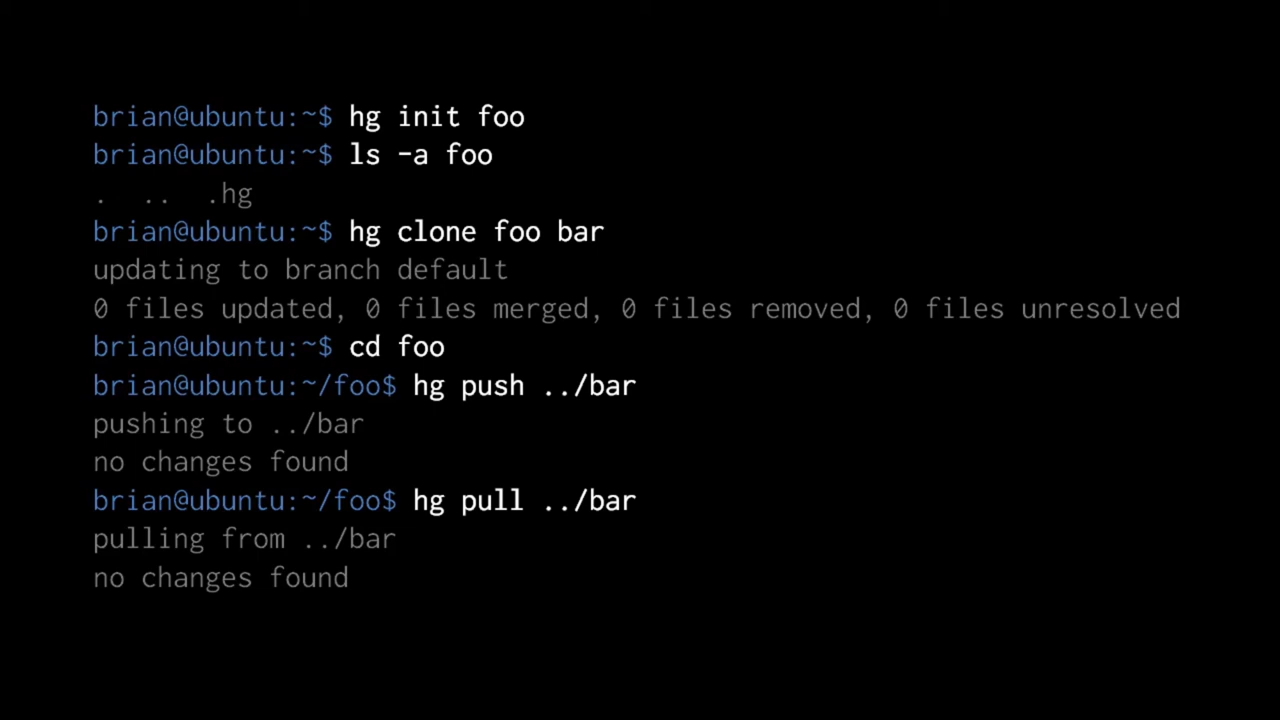 brian@ubuntu:~$ hg init foo
brian@ubuntu:~$ ls -a foo
.  ..  .hg
brian@ubuntu:~$ hg clone foo bar
updating to branch default
0 files updated, 0 files merged, 0 files removed, 0 files unresolved
brian@ubuntu:~$ cd foo
brian@ubuntu:~/foo$ hg push ../bar
pushing to ../bar
no changes found
brian@ubuntu:~/foo$ hg pull ../bar
pulling from ../bar
no changes found